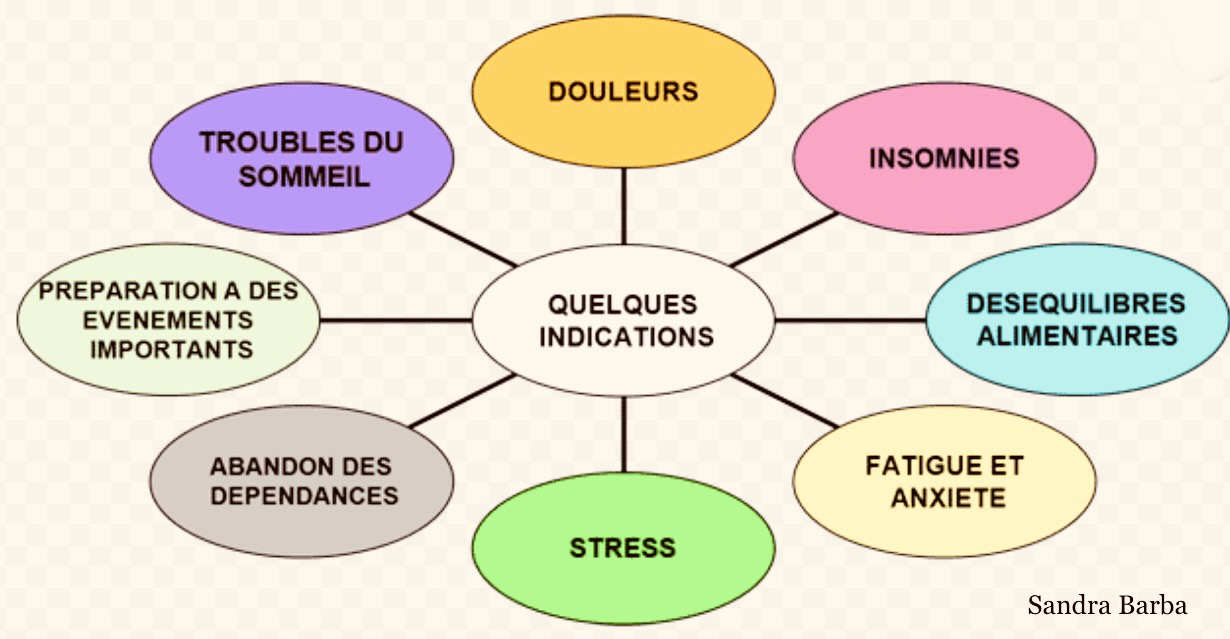 DOULEURS
TROUBLES DU
SOMMEIL
INSOMNIES
PREPARATION A DES
EVENEMENTS
IMPORTANTS
QUELQUES
INDICATIONS
DESEQUILIBRES
ALIMENTAIRES
ABANDON DES
DEPENDANCES
FATIGUE ET
ANXIETE
STRESS
Sandra Barba